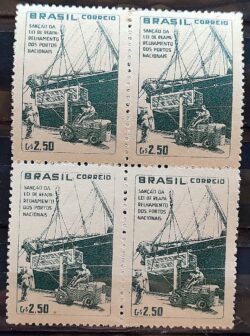 BRASIL CORREIO
SANÇÃO DA
LEI DE REAPA-
RELHAMENTO
DOS PORTOS
NACIONAIS
Cr$ 2.50
BRASIL CORREIO
SANÇÃO DA
LEI DE REAPA-
RELHAMENTO
DOS PORTOS
NACIONAIS
Cr$ 2.50
BRASIL CORREIO
SANÇÃO DA
LEI DE REAPA-
RELHAMENTO
DOS PORTOS
NACIONAIS
Cr$ 2.50
BRASIL CORREIO
SANÇÃO DA
LEI DE REAPA-
RELHAMENTO
DOS PORTOS
NACIONAIS
Cr$ 2.50